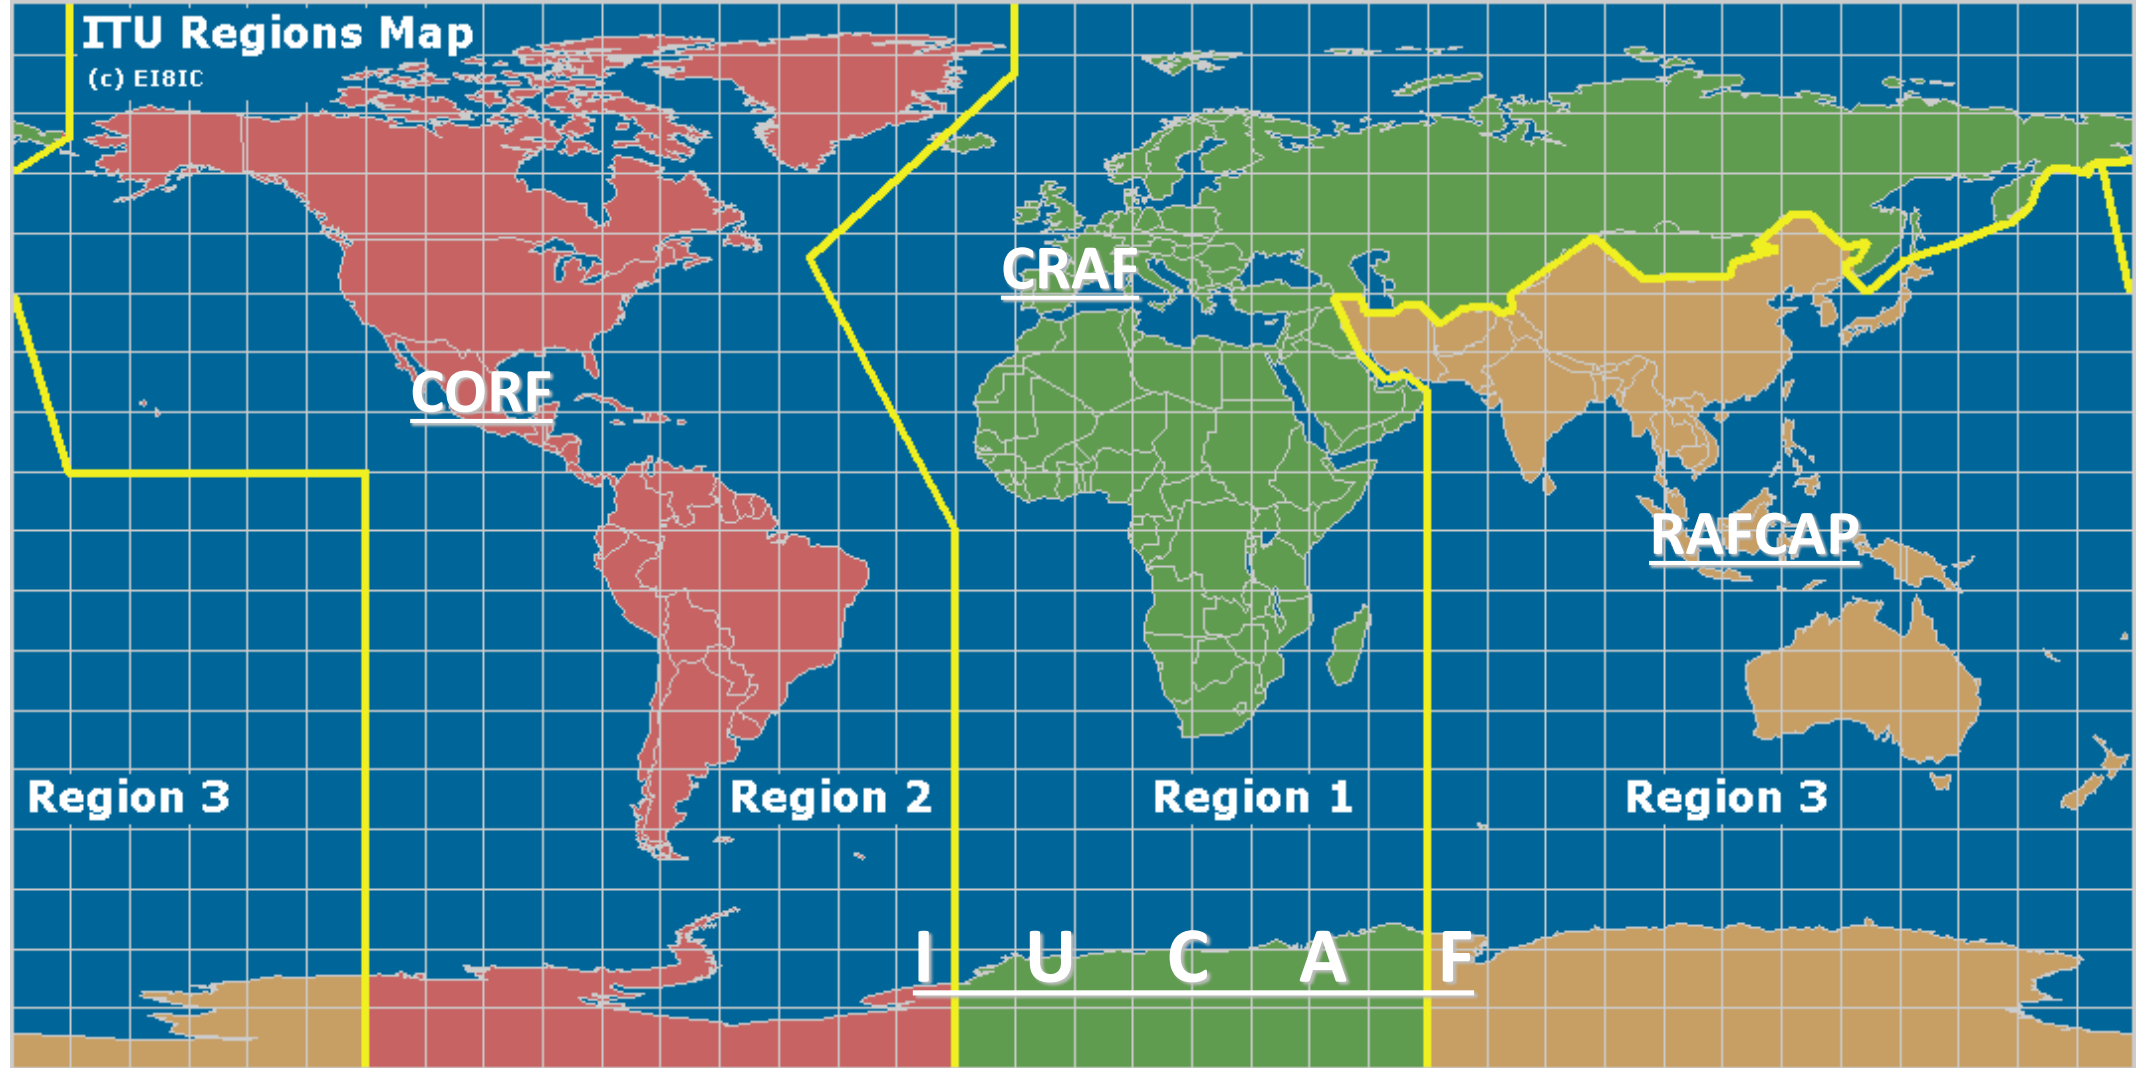 ITU Regions Map
(c) EI8IC
CRAF
CORF
RAFCAP
Region 3
Region 2
Region 1
Region 3
I U C A F